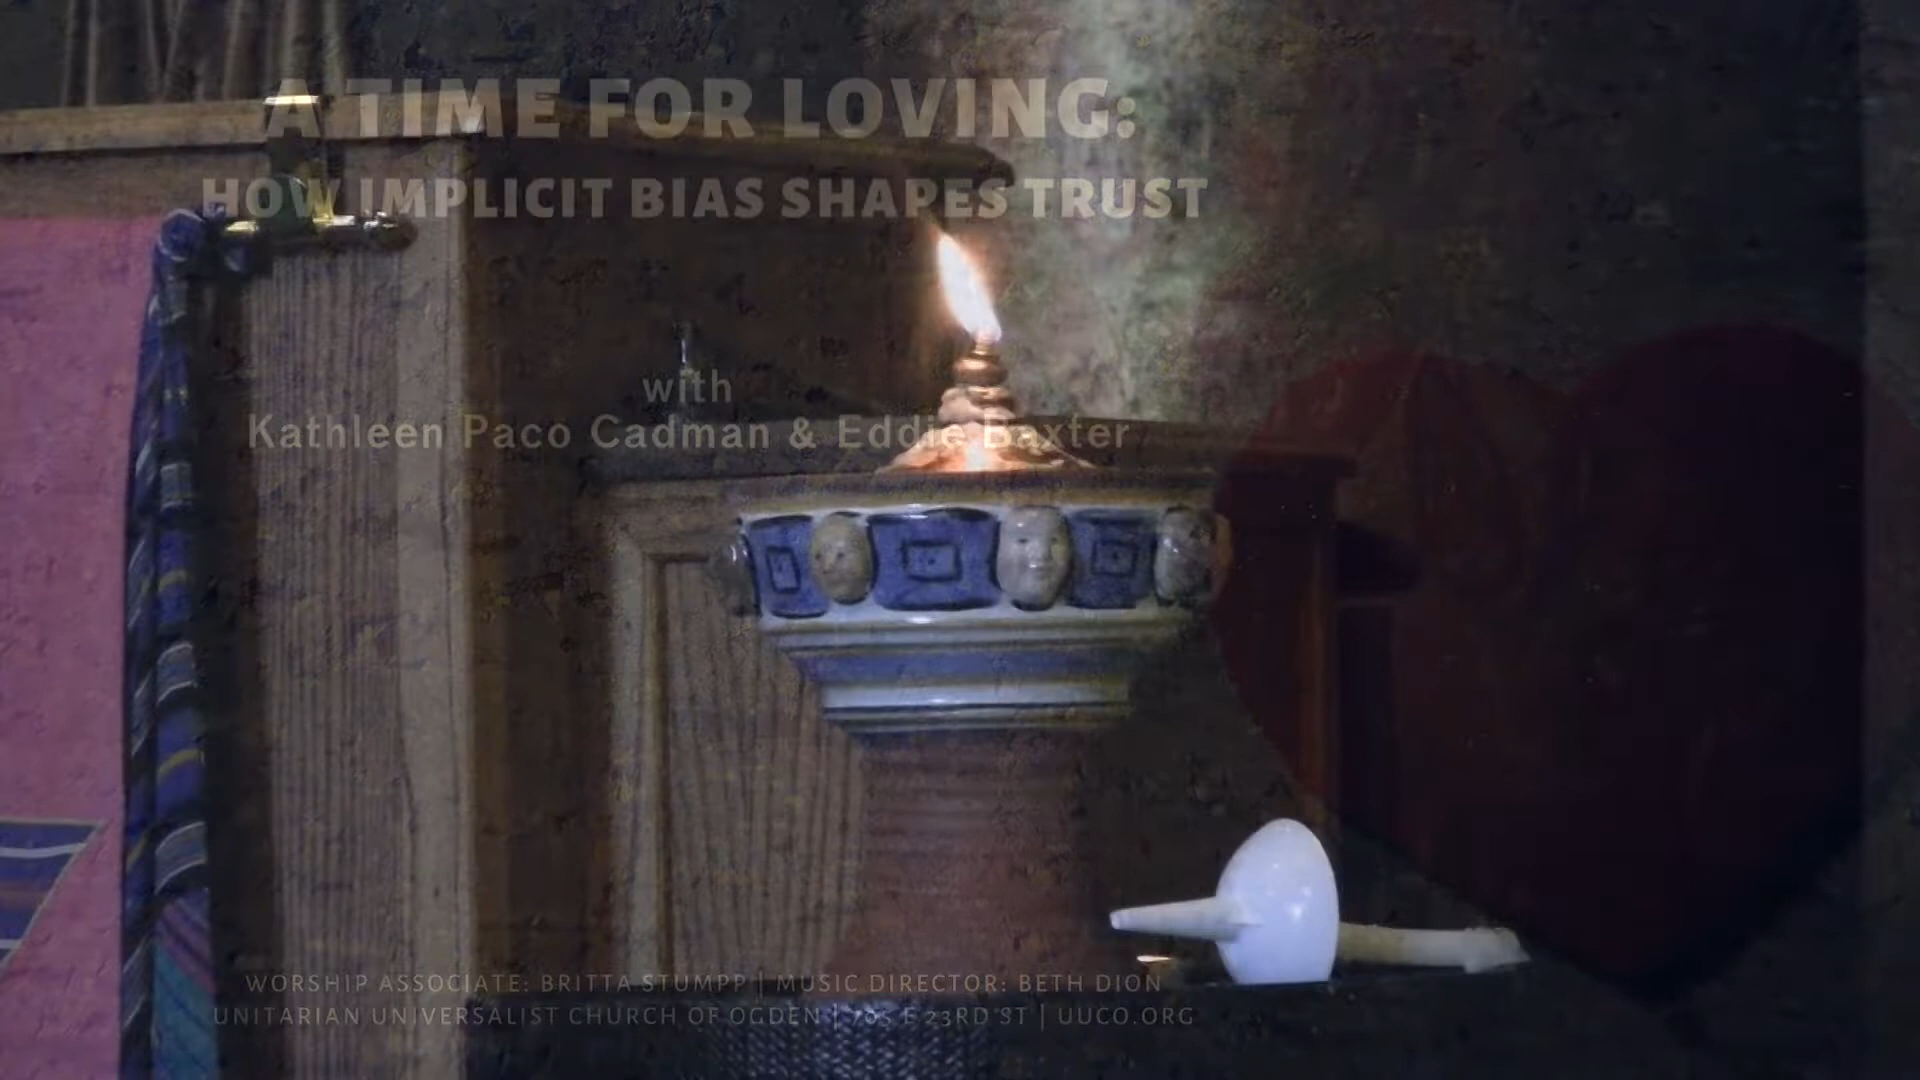 A TIME FOR LOVING:
HOW IMPLICIT BIAS SHAPES TRUST
with
Kathleen Paco Cadman & Eddie Baxter
WORSHIP ASSOCIATE: BRITTA STUMPP | MUSIC DIRECTOR: BETH DION
UNITARIAN UNIVERSALIST CHURCH OF OGDEN | 705 E 23RD ST | UUCO.ORG